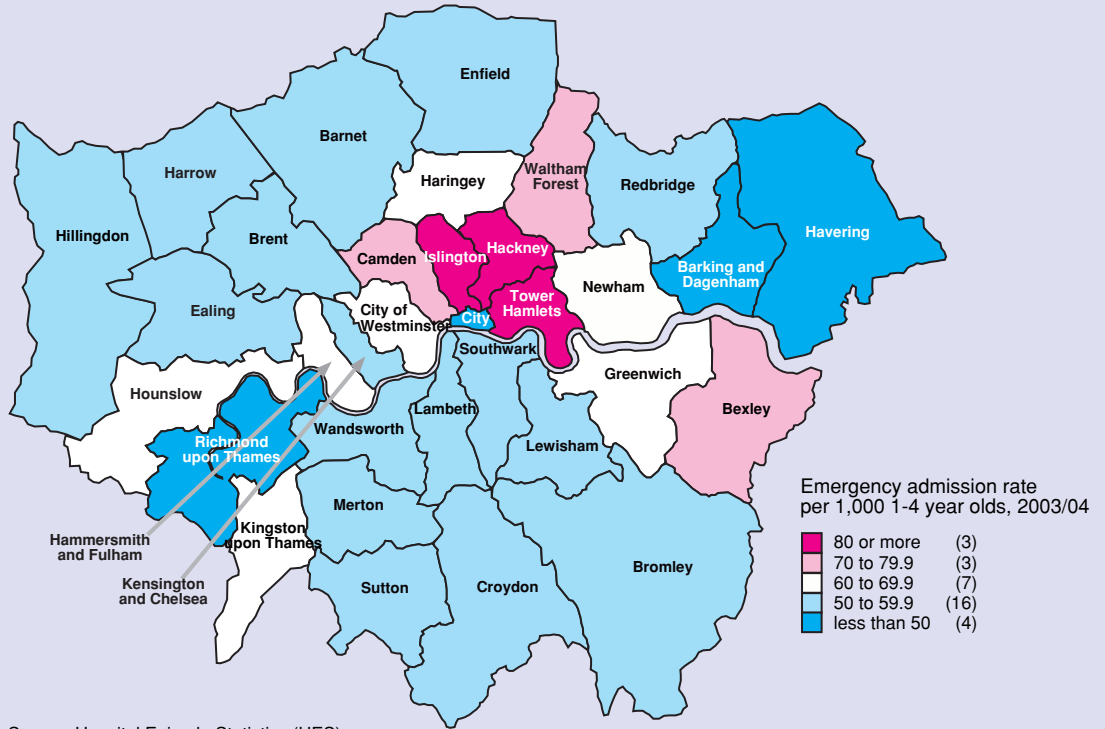 Enfield
Barnet
Harrow
Haringey
Waltham
Forest
Redbridge
Hillingdon
Brent
Camden
Islington
Hackney
Havering
Barking and
Dagenham
Ealing
City of
Westminster
City
Tower
Hamlets
Newham
Southwark
Hounslow
Greenwich
Bexley
Richmond
upon Thames
Wandsworth
Lambeth
Lewisham
Merton
Kingston
upon Thames
Hammersmith
and Fulham
Kensington
and Chelsea
Sutton
Croydon
Bromley
Emergency admission rate
per 1,000 1-4 year olds, 2003/04
80 or more (3)
70 to 79.9 (3)
60 to 69.9 (7)
50 to 59.9 (16)
less than 50 (4)